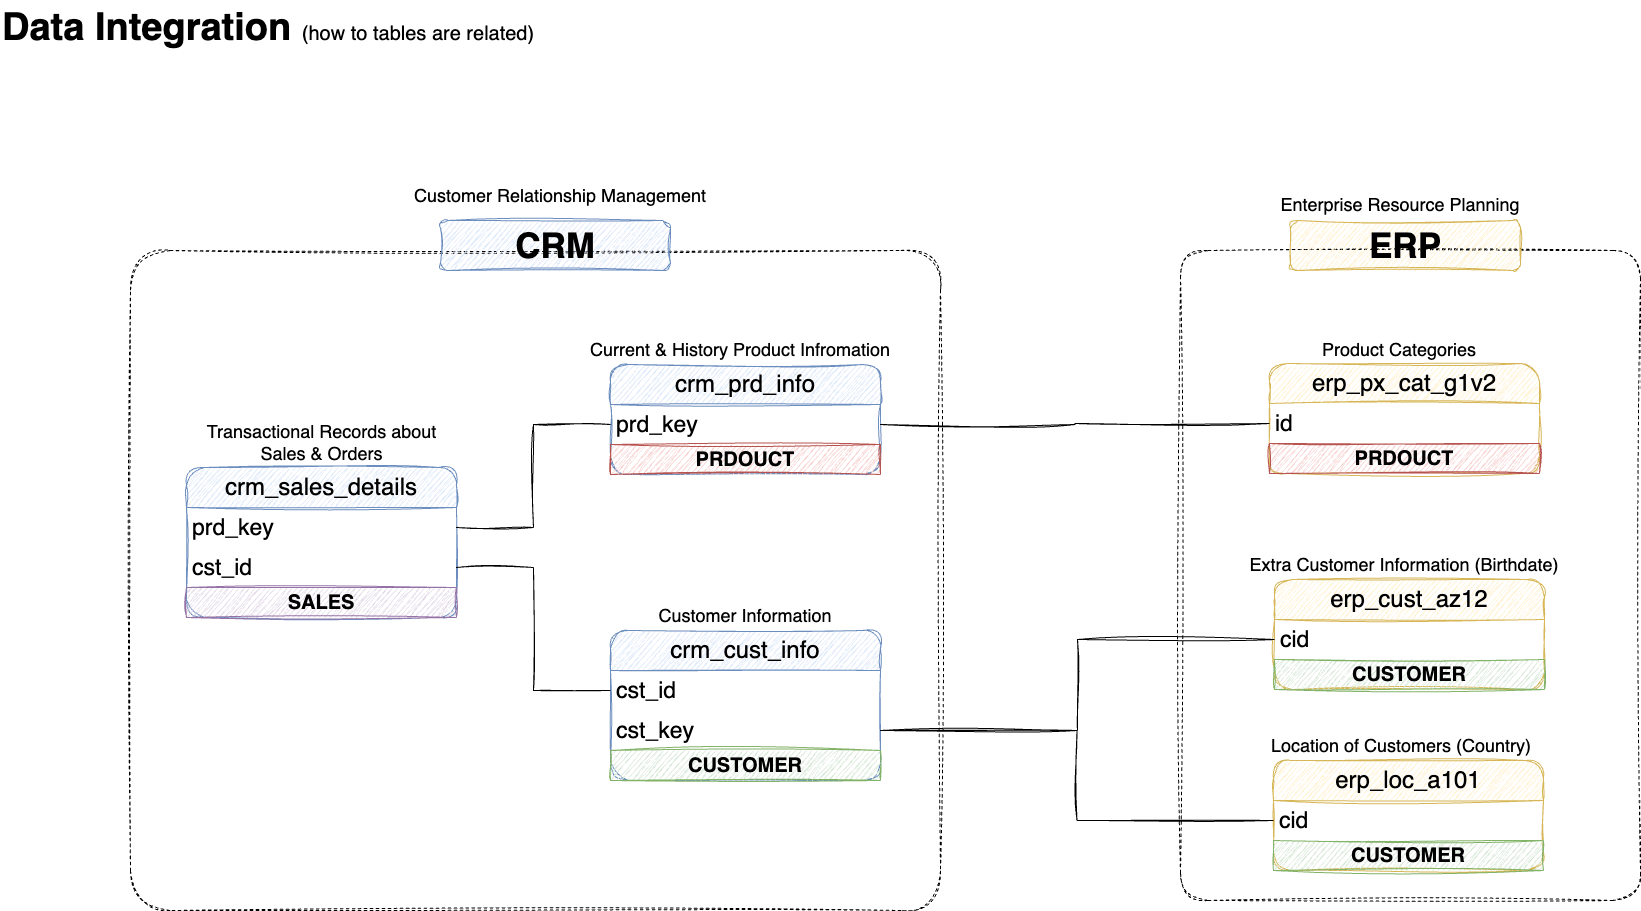 Data Integration (how to tables are related)
Customer Relationship Management
CRM
Transactional Records about
Sales & Orders
crm_sales_details
prd_key
cst_id
SALES
Current & History Product Infromation
crm_prd_info
prd_key
PRDOUCT
Customer Information
crm_cust_info
cst_id
cst_key
CUSTOMER
Enterprise Resource Planning
ERP
Product Categories
erp_px_cat_g1v2
id
PRDOUCT
Extra Customer Information (Birthdate)
erp_cust_az12
cid
CUSTOMER
Location of Customers (Country)
erp_loc_a101
cid
CUSTOMER